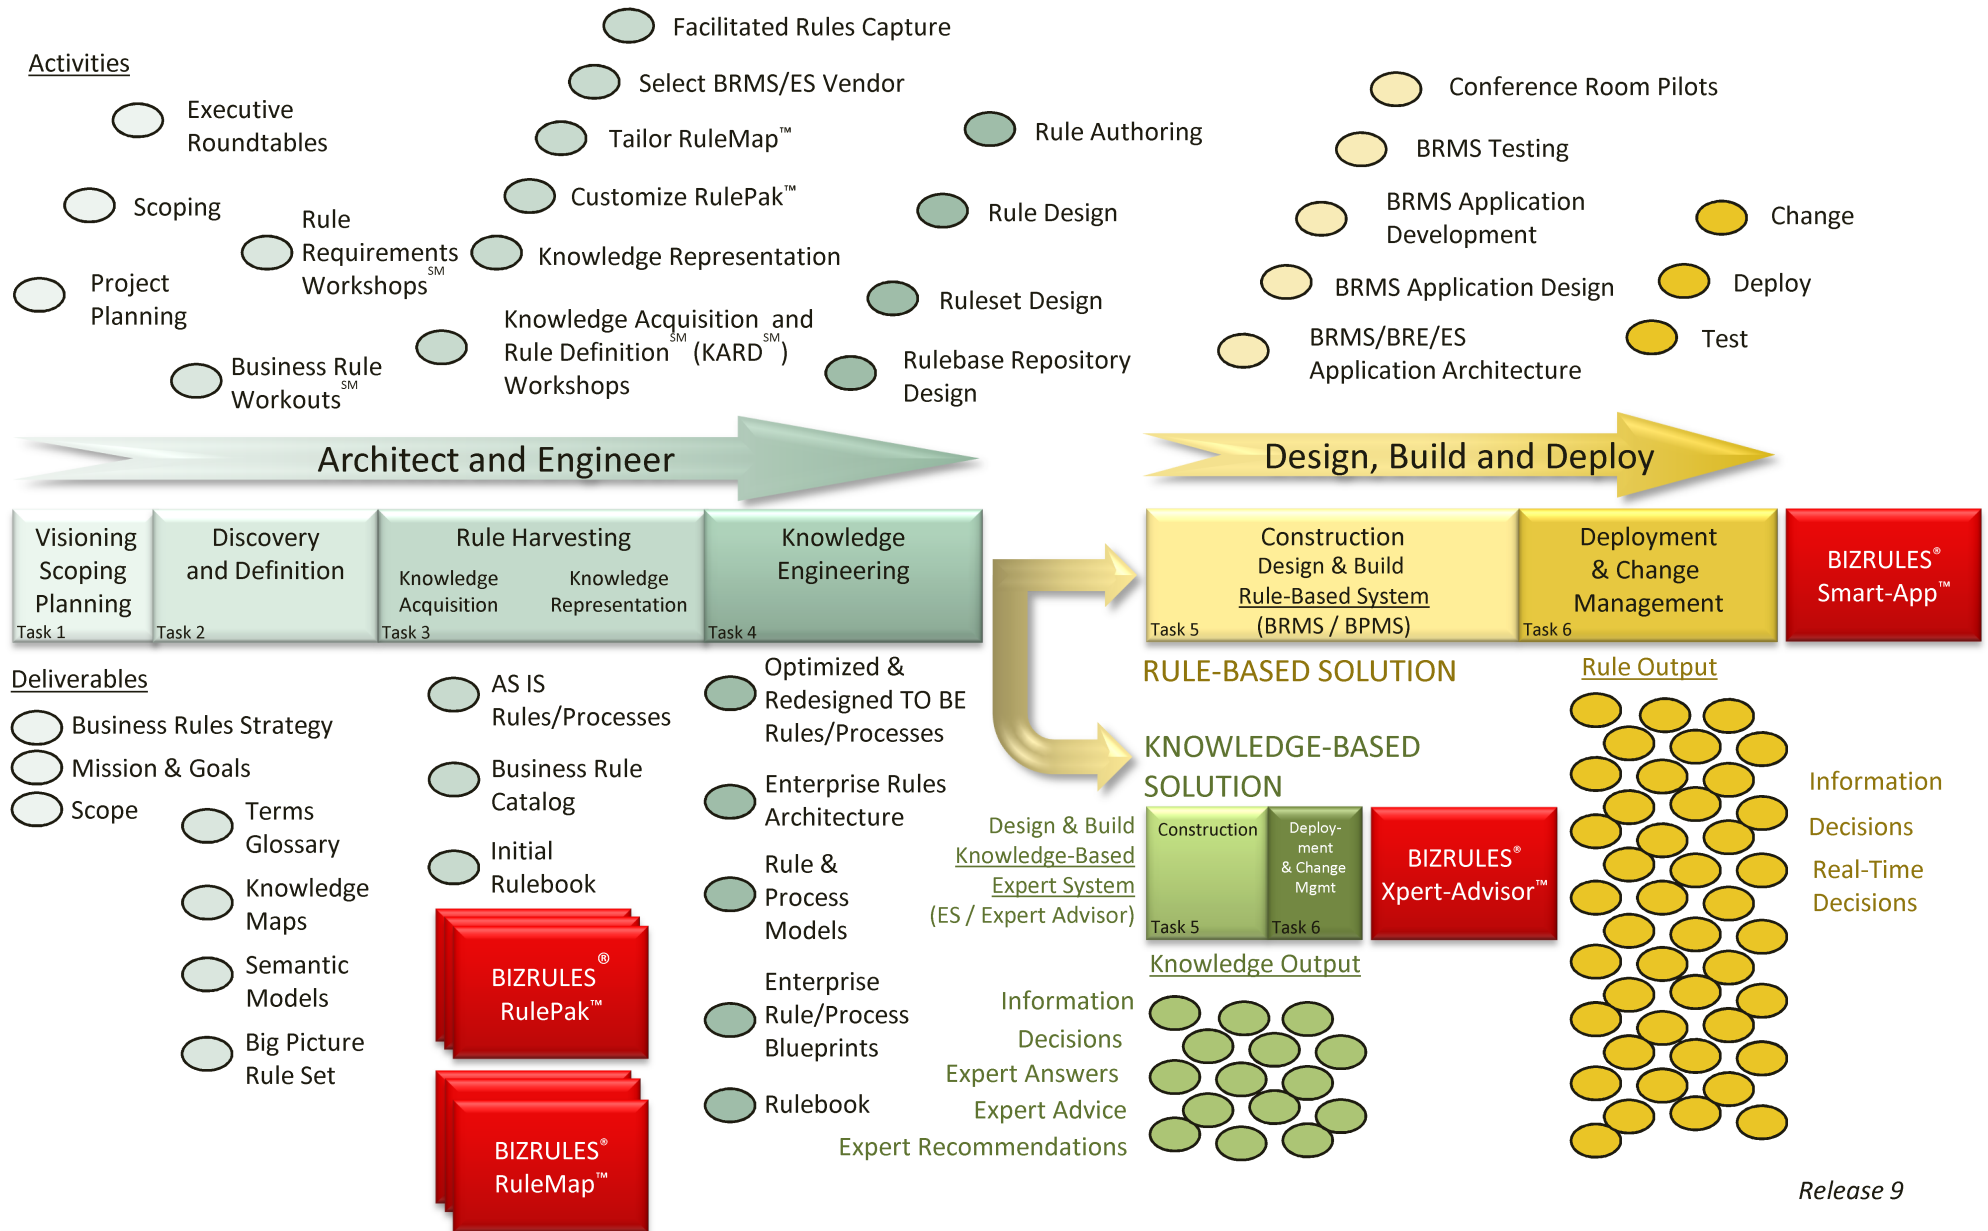 Activities
Facilitated Rules Capture
Select BRMS/ES Vendor
Tailor RuleMap™
Customize RulePak™
Knowledge Representation
Knowledge Acquisition and
Rule Definition℠ (KARD℠)
Workshops
Executive
Roundtables
Scoping
Project
Planning
Rule
Requirements
Workshops℠
Business Rule
Workouts℠
Rule Authoring
Rule Design
Ruleset Design
Rulebase Repository
Design
Conference Room Pilots
BRMS Testing
BRMS Application
Development
BRMS Application Design
BRMS/BRE/ES
Application Architecture
Change
Deploy
Test
Architect and Engineer
Design, Build and Deploy
Visioning
Scoping
Planning
Task 1
Discovery
and Definition
Task 2
Rule Harvesting
Knowledge
Acquisition
Knowledge
Representation
Task 3
Knowledge
Engineering
Task 4
Construction
Design & Build
Rule-Based System
(BRMS / BPMS)
Task 5
Deployment
& Change
Management
Task 6
BIZRULES®
Smart-App™
Deliverables
Business Rules Strategy
Mission & Goals
Scope
Terms
Glossary
Knowledge
Maps
Semantic
Models
Big Picture
Rule Set
AS IS
Rules/Processes
Business Rule
Catalog
Initial
Rulebook
BIZRULES®
RulePak™
BIZRULES®
RuleMap™
Optimized &
Redesigned TO BE
Rules/Processes
Enterprise Rules
Architecture
Rule &
Process
Models
Enterprise
Rule/Process
Blueprints
Rulebook
RULE-BASED SOLUTION
KNOWLEDGE-BASED
SOLUTION
Design & Build
Knowledge-Based
Expert System
(ES / Expert Advisor)
Construction
Task 5
Deploy-
ment
& Change
Mgmt
Task 6
BIZRULES®
Xpert-Advisor™
Knowledge Output
Information
Decisions
Expert Answers
Expert Advice
Expert Recommendations
Rule Output
Information
Decisions
Real-Time
Decisions
Release 9